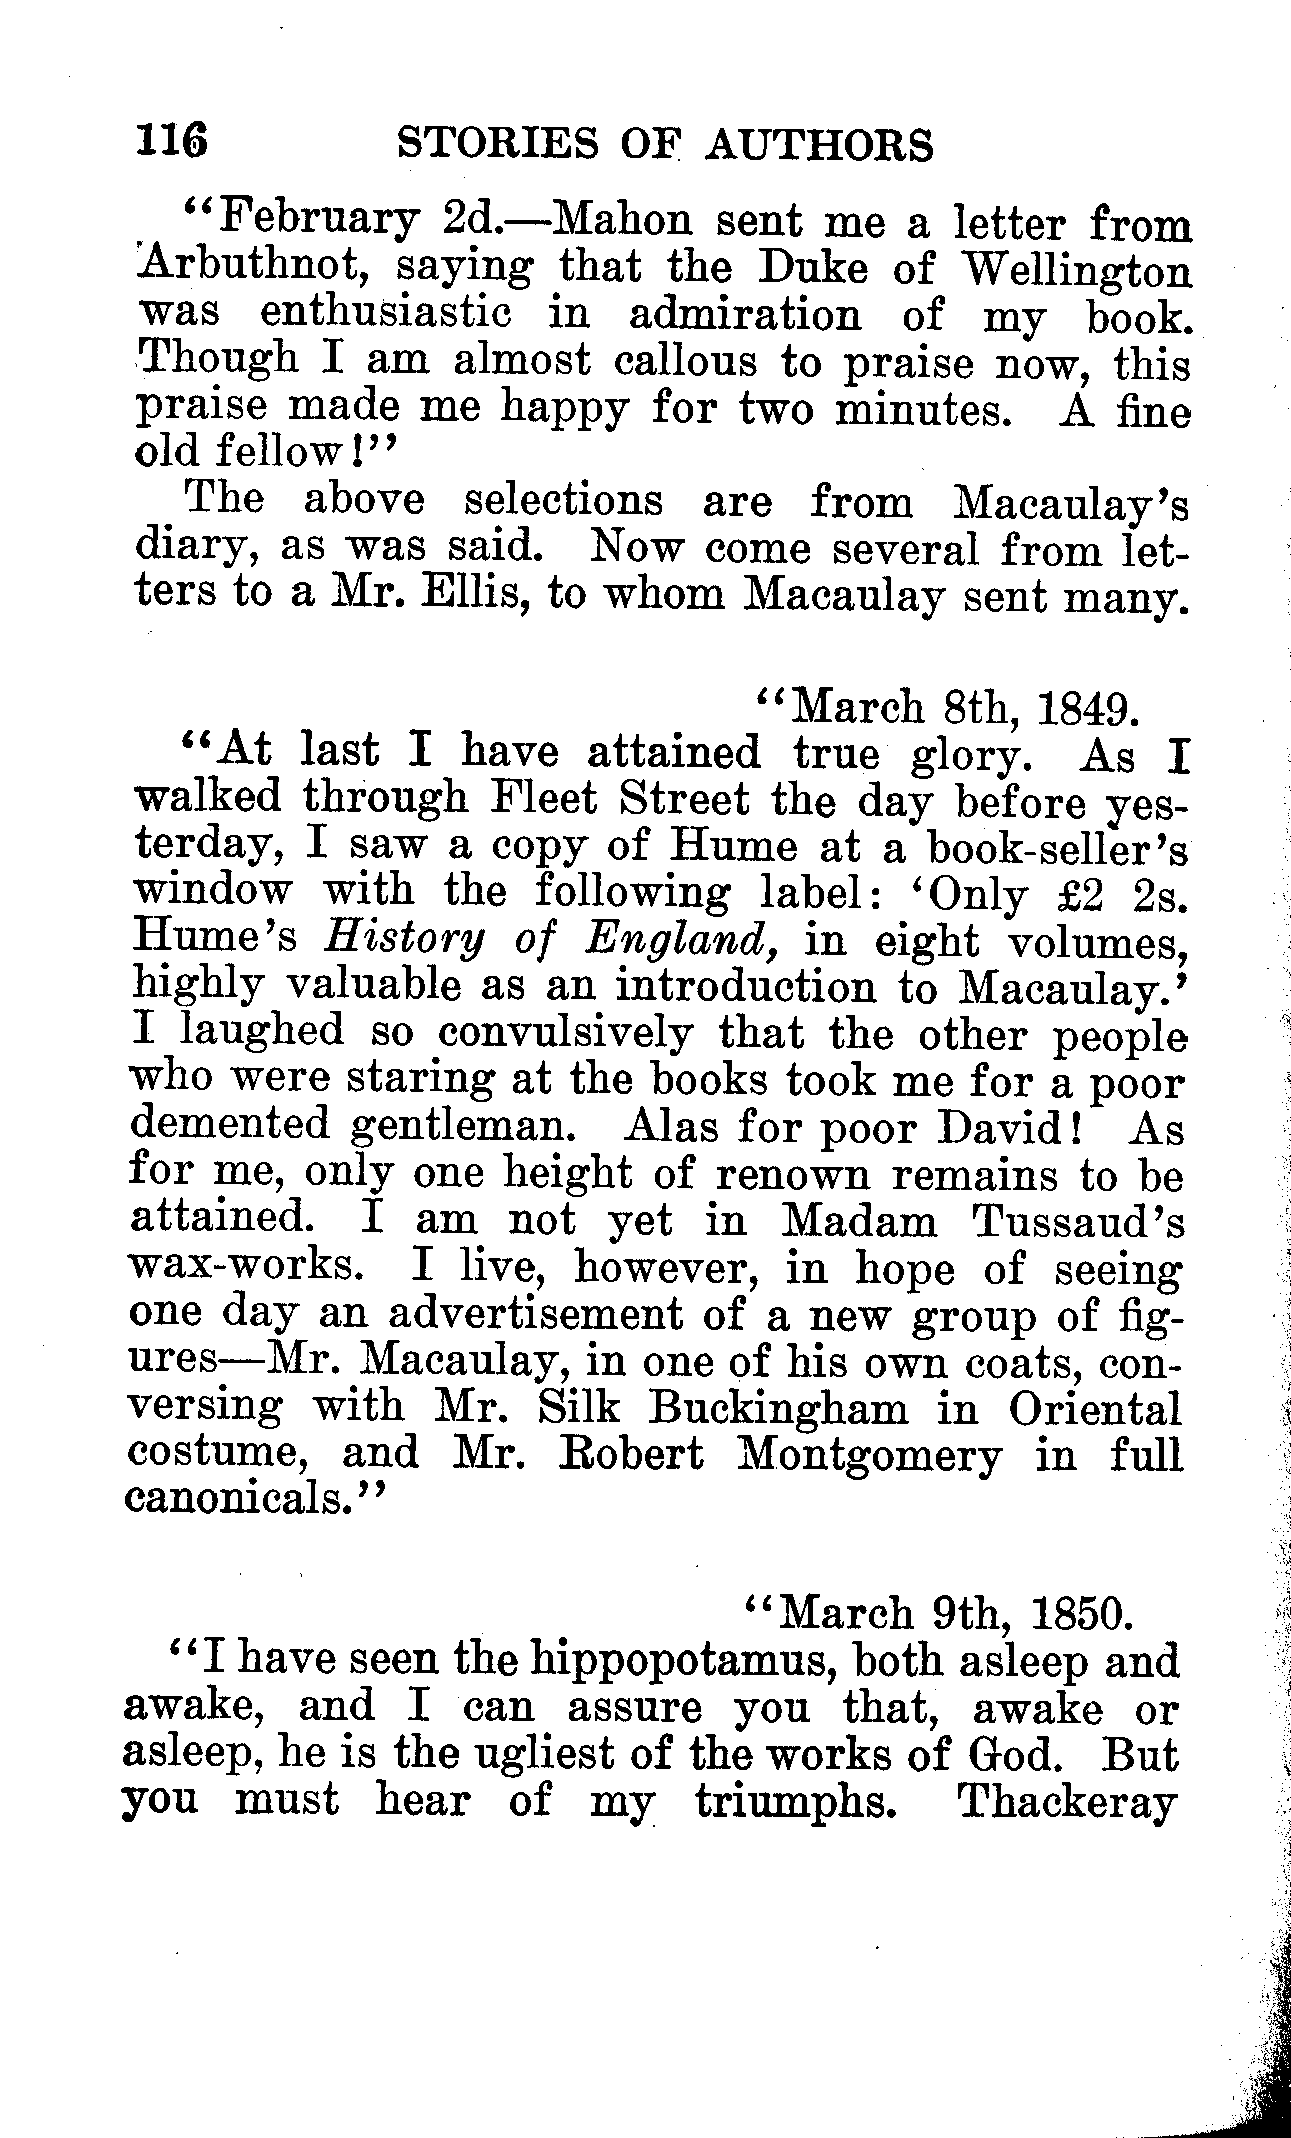 116 STORIES OF AUTHORS
“February 2d.—Mahon sent me a letter from
Arbuthnot, saying that the Duke of Wellington
was enthusiastic in admiration of my book.
Though I am almost callous to praise now, this
praise made me happy for two minutes. A fine
old fellow!”
The above selections are from Macaulay’s
diary, as was said. Now come several from let-
ters to a Mr. Ellis, to whom Macaulay sent many.
“March 8th, 1849.
“At last I have attained true glory. As I
walked through Fleet Street the day before yes-
terday, I saw a copy of Hume at a book-seller’s
window with the following label: ‘Only £2 2s.
Hume’s History of England, in eight volumes,
highly valuable as an introduction to Macaulay.’
I laughed so convulsively that the other people
who were staring at the books took me for a poor
demented gentleman. Alas for poor David! As
for me, only one height of renown remains to be
attained. I am not yet in Madam Tussaud’s
wax-works. I live, however, in hope of seeing
one day an advertisement of a new group of fig-
ures—Mr. Macaulay, in one of his own coats, con-
versing with Mr. Silk Buckingham in Oriental
costume, and Mr. Robert Montgomery in full
canonicals.”
“March 9th, 1850.
“I have seen the hippopotamus, both asleep and
awake, and I can assure you that, awake or
asleep, he is the ugliest of the works of God. But
you must hear of my triumphs. Thackeray